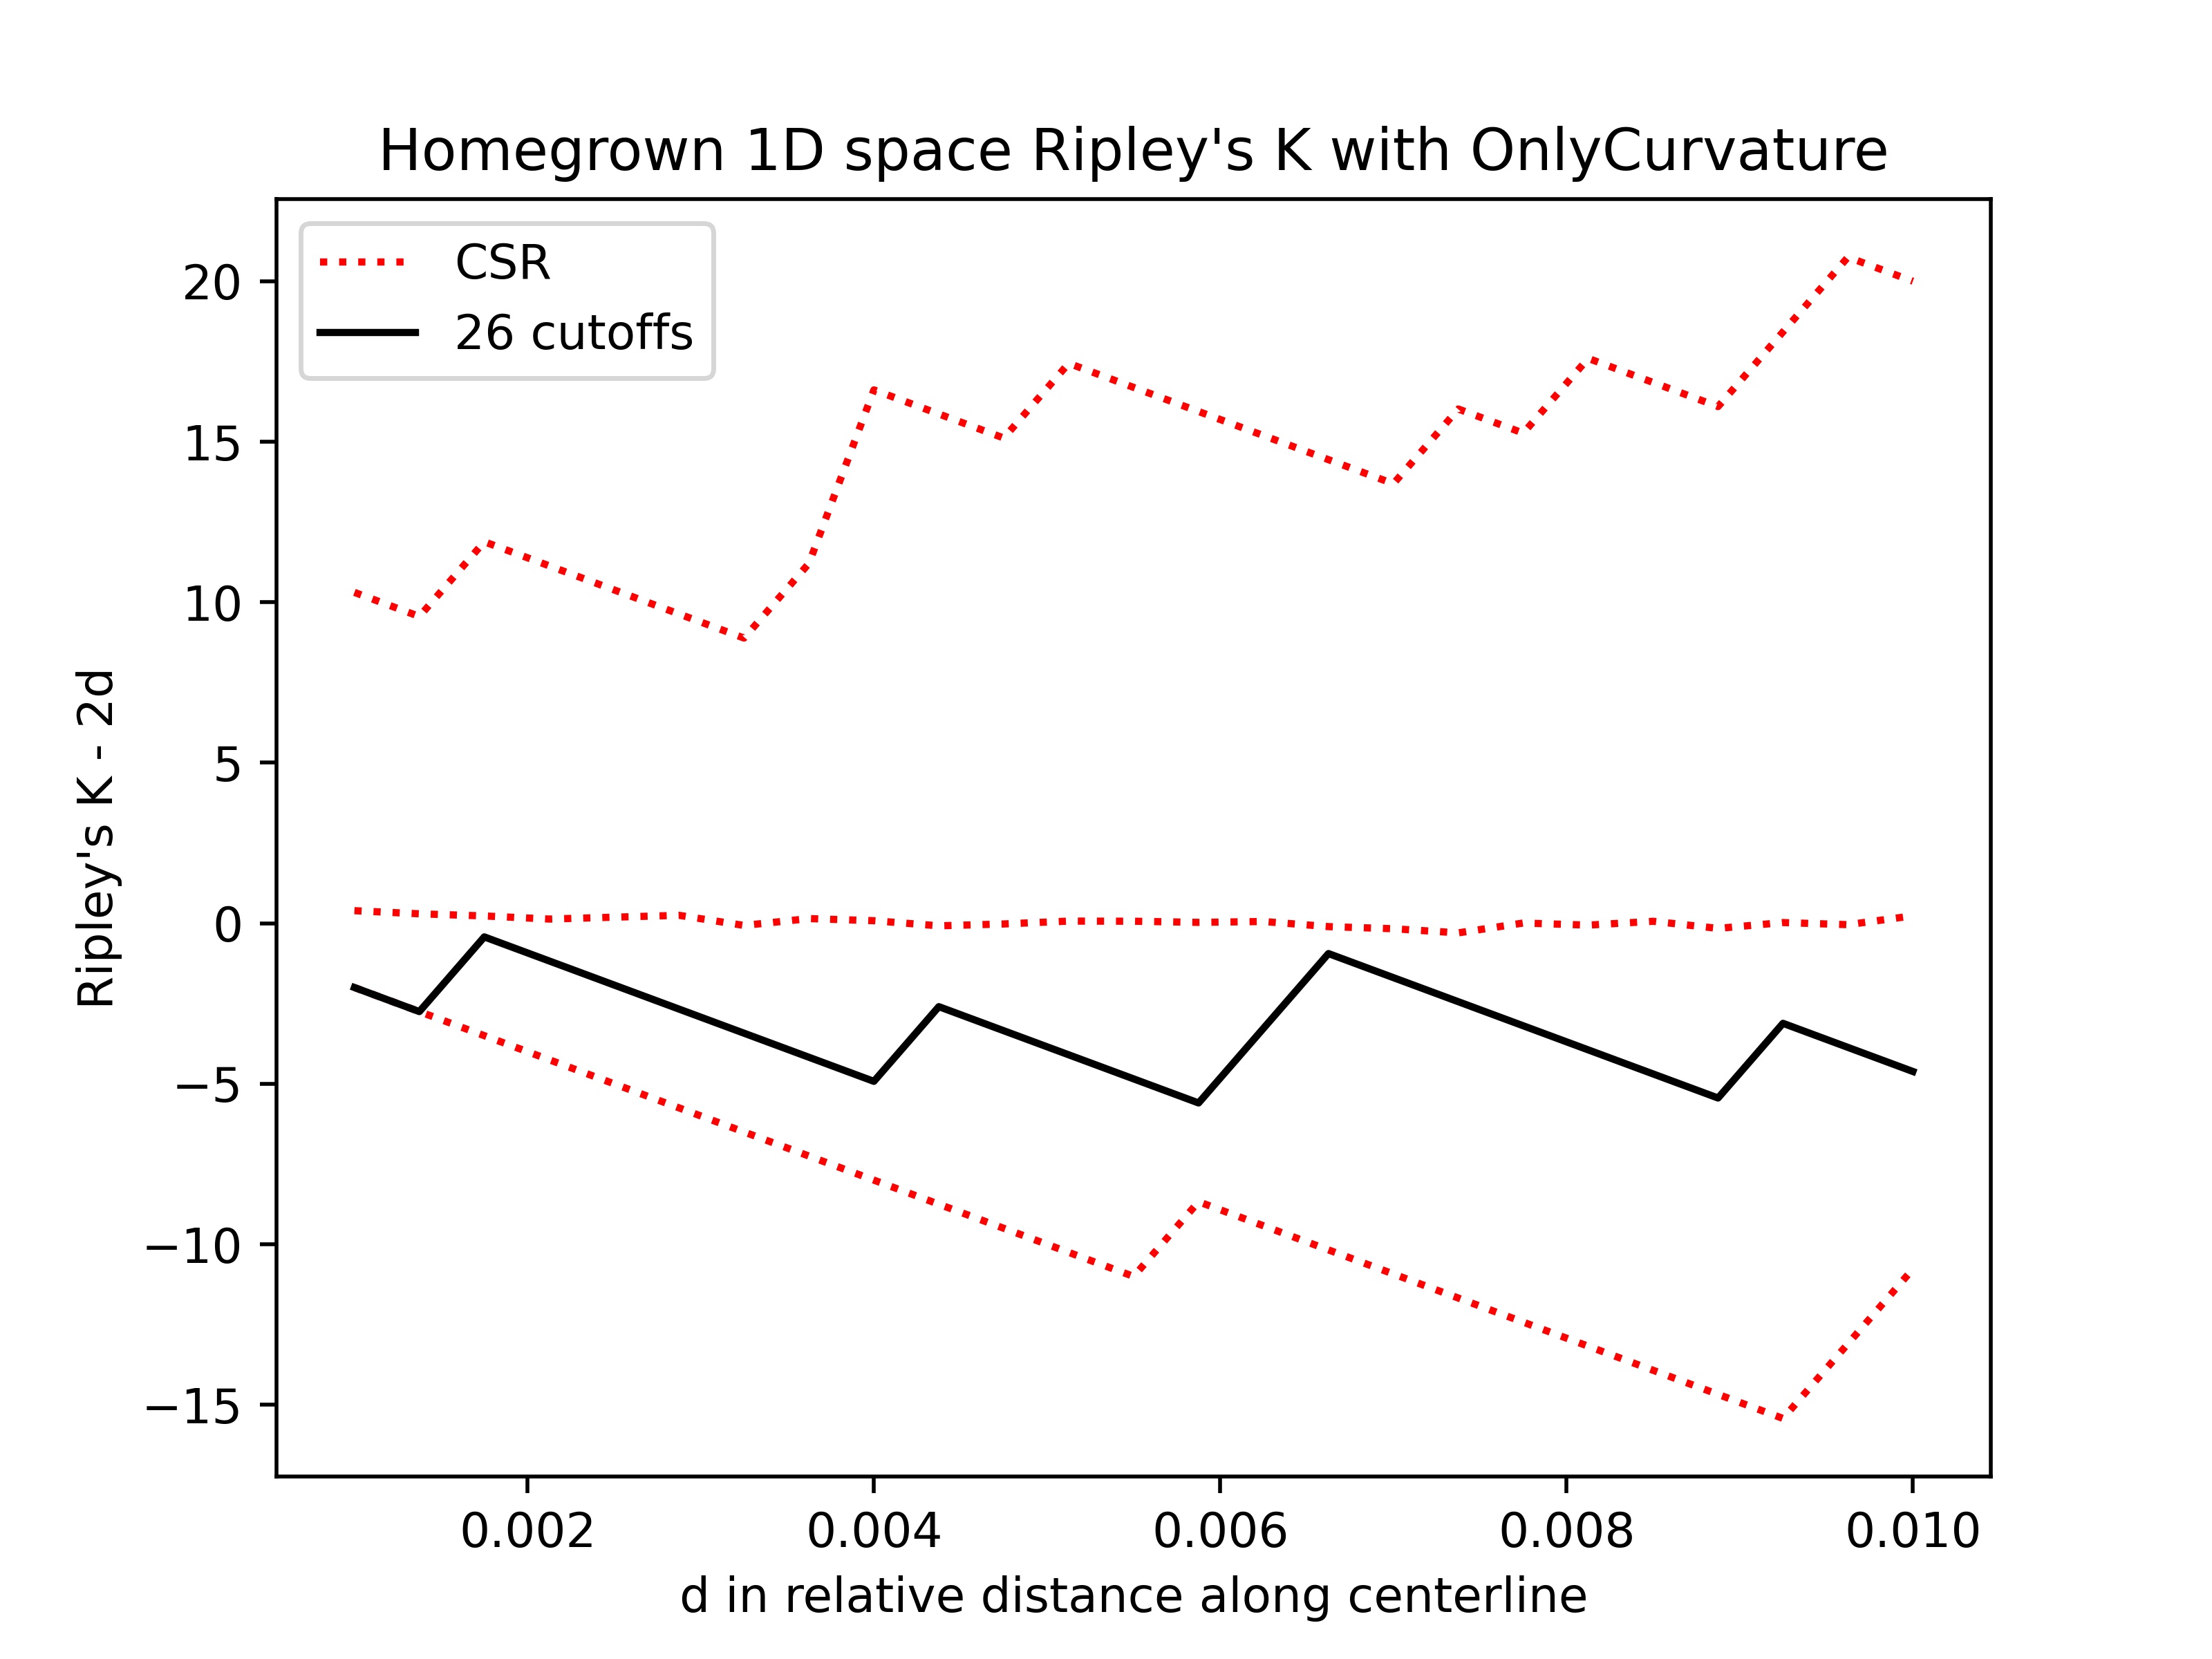 Homegrown 1D space Ripley's K with OnlyCurvature
CSR
26 cutoffs
Ripley's K - 2d
20
15
10
5
0
−5
−10
−15
0.002
0.004
0.006
0.008
0.010
d in relative distance along centerline